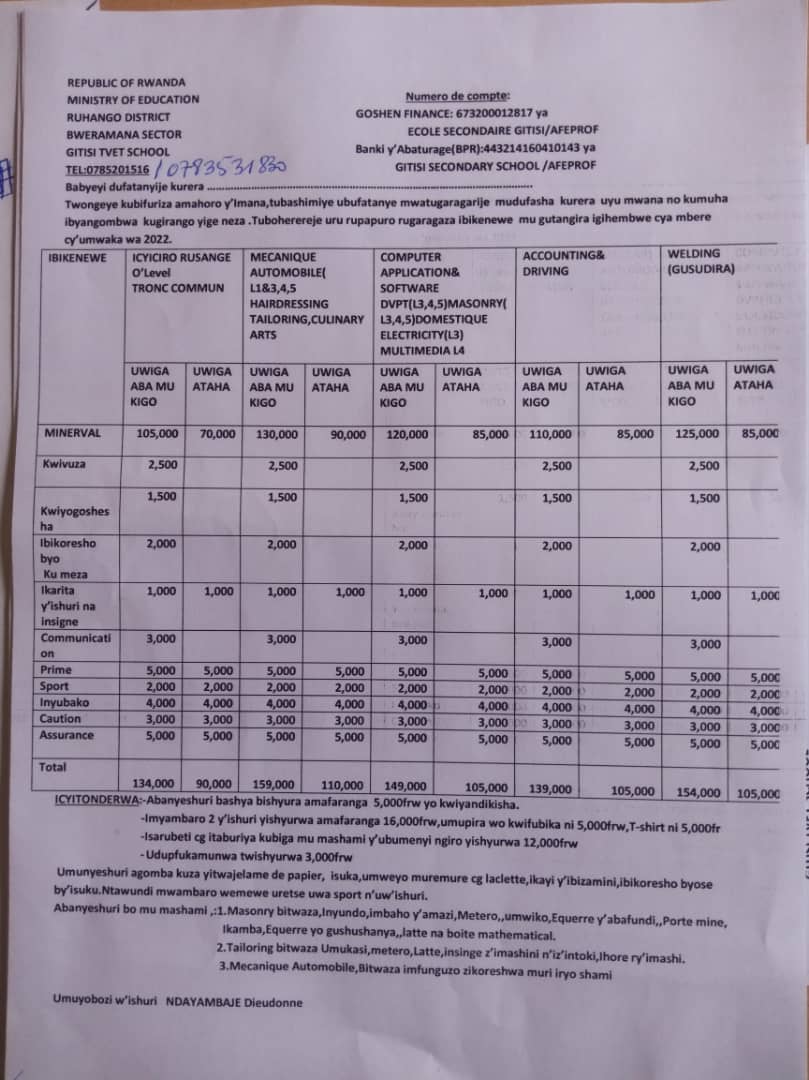 REPUBLIC OF RWANDA
MINISTRY OF EDUCATION
RUHANGO DISTRICT
BWERAMANA SECTOR
GITISI TVET SCHOOL
TEL:0785201516 / 0783531830
Numero de compte:
GOSHEN FINANCE: 673200012817 ya
ECOLE SECONDAIRE GITISI/AFEPROF
Banki y'Abaturage(BPR):443214160410143 ya
GITISI SECONDARY SCHOOL /AFEPROF
Babyeyi dufatanyije kurera ........................................................................
Twongeye kubifuriza amahoro y'Imana,tubashimiye ubufatanye mwatugaragarije mudufasha kurera uyu mwana no kumuha
ibyangombwa kugirango yige neza .Tuboherereje uru rupapuro rugaragaza ibikenewe mu gutangira igihembwe cya mbere
cy'umwaka wa 2022.
IBIKENEWE | ICYICIRO RUSANGE O'Level TRONC COMMUN | MECANIQUE AUTOMOBILE( L1&3,4,5 HAIRDRESSING TAILORING,CULINARY ARTS | COMPUTER APPLICATION& SOFTWARE DVPT(L3,4,5)MASONRY( L3,4,5)DOMESTIQUE ELECTRICITY(L3) MULTIMEDIA L4 | ACCOUNTING& DRIVING | WELDING (GUSUDIRA)
UWIGA ABA MU KIGO | UWIGA ATAHA | UWIGA ABA MU KIGO | UWIGA ATAHA | UWIGA ABA MU KIGO | UWIGA ATAHA | UWIGA ABA MU KIGO | UWIGA ATAHA | UWIGA ABA MU KIGO | UWIGA ATAHA
MINERVAL 105,000 70,000 130,000 90,000 120,000 85,000 110,000 85,000 125,000 85,000
Kwivuza 2,500 2,500 2,500 2,500 2,500
Kwiyogoshes ha 1,500 1,500 1,500 1,500 1,500
Ibikoresho byo Ku meza 2,000 2,000 2,000 2,000 2,000
Ikarita y'ishuri na insigne 1,000 1,000 1,000 1,000 1,000 1,000 1,000 1,000 1,000 1,000
Communicati on 3,000 3,000 3,000 3,000 3,000
Prime 5,000 5,000 5,000 5,000 5,000 5,000 5,000 5,000 5,000 5,000
Sport 2,000 2,000 2,000 2,000 2,000 2,000 2,000 2,000 2,000 2,000
Inyubako 4,000 4,000 4,000 4,000 4,000 4,000 4,000 4,000 4,000 4,000
Caution 3,000 3,000 3,000 3,000 3,000 3,000 3,000 3,000 3,000 3,000
Assurance 5,000 5,000 5,000 5,000 5,000 5,000 5,000 5,000 5,000 5,000
Total 134,000 90,000 159,000 110,000 149,000 105,000 139,000 105,000 154,000 105,000
ICYITONDERWA:-Abanyeshuri bashya bishyura amafaranga 5,000frw yo kwiyandikisha.
-Imyambaro 2 y'ishuri yishyurwa amafaranga 16,000frw,umupira wo kwifubika ni 5,000frw,T-shirt ni 5,000fr
-Isarubeti cg itaburiya kubiga mu mashami y'ubumenyi ngiro yishyurwa 12,000frw
- Udupfukamunwa twishyurwa 3,000frw
Umunyeshuri agomba kuza yitwajelame de papier, isuka,umweyo muremure cg laclette,ikayi y'ibizamini,ibikoresho byose
by'isuku.Ntawundi mwambaro wemewe uretse uwa sport n'uw'ishuri.
Abanyeshuri bo mu mashami ,:1.Masonry bitwaza,Inyundo,imbaho y'amazi,Metero,,umwiko,Equerre y'abafundi,,Porte mine,
Ikamba,Equerre yo gushushanya,,latte na boite mathematical.
2.Tailoring bitwaza Umukasi,metero,Latte,insinge z'imashini n'iz'intoki,Ihore ry'imashi.
3.Mecanique Automobile,Bitwaza imfunguzo zikoreshwa muri iryo shami
Umuyobozi w'ishuri NDAYAMBAJE Dieudonne